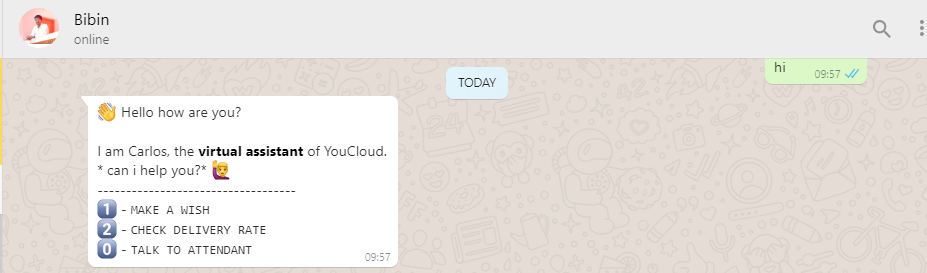 Bibin
online
hi
09:57
TODAY
👋 Hello how are you?
I am Carlos, the virtual assistant of YouCloud.
* can i help you?* 🙋‍♂️
----------------------------------
1 - MAKE A WISH
2 - CHECK DELIVERY RATE
0 - TALK TO ATTENDANT
09:57